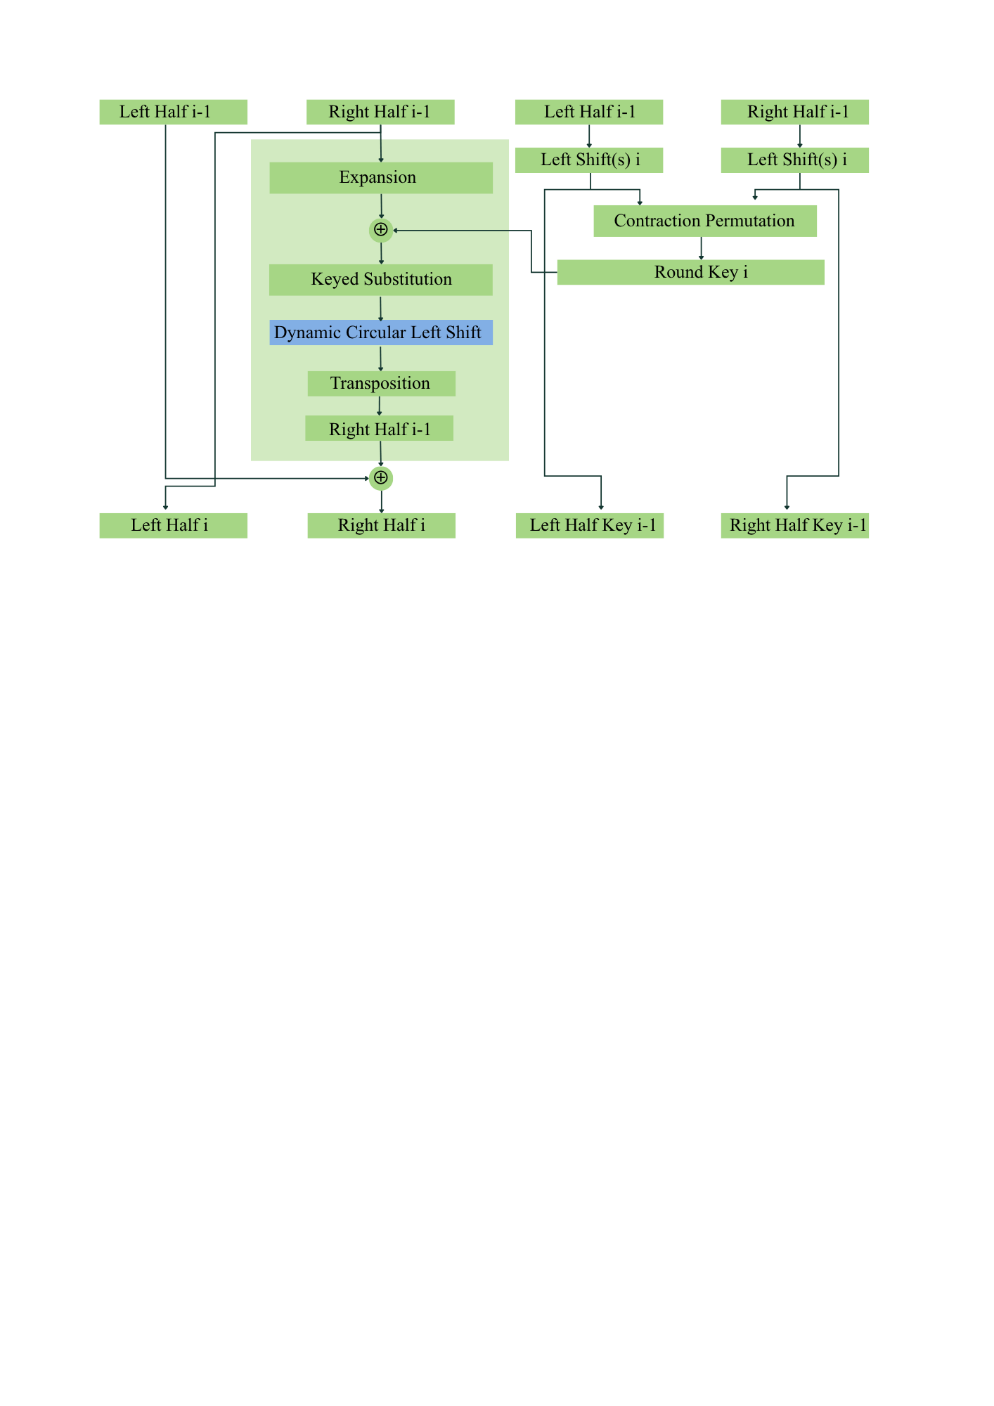 Left Half i-1
Right Half i-1
Left Half i-1
Right Half i-1
Left Shift(s) i
Left Shift(s) i
Expansion
Contraction Permutation
⊕
Round Key i
Keyed Substitution
Dynamic Circular Left Shift
Transposition
Right Half i-1
⊕
Left Half i
Right Half i
Left Half Key i-1
Right Half Key i-1